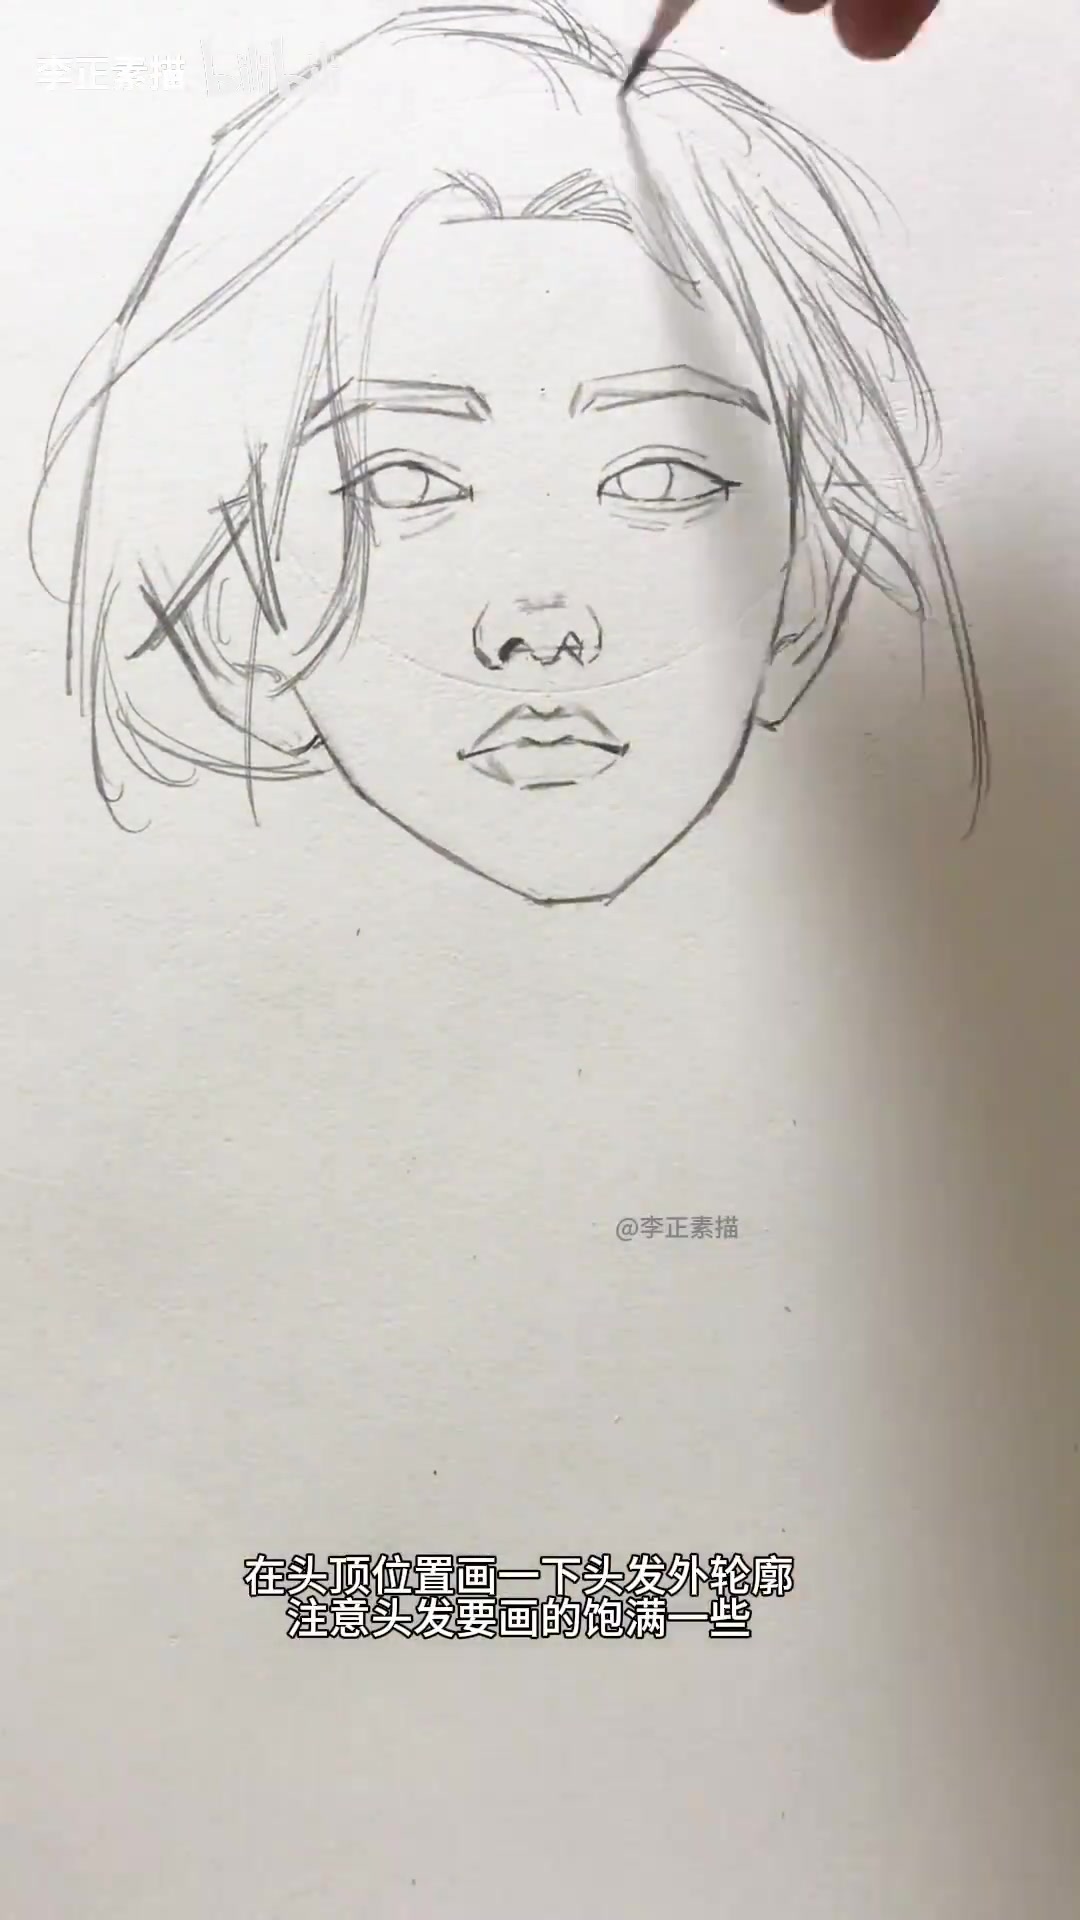 李正素描
@李正素描
在头顶位置画一下头发外轮廓
注意头发要画的饱满一些